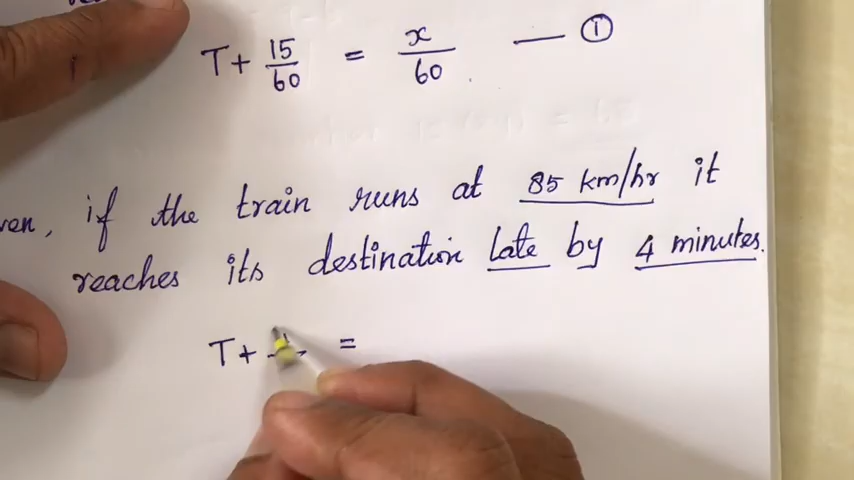 T + 15/60 = x/60 — ①
if the train runs at 85 km/hr it
reaches its destination late by 4 minutes.
T + =